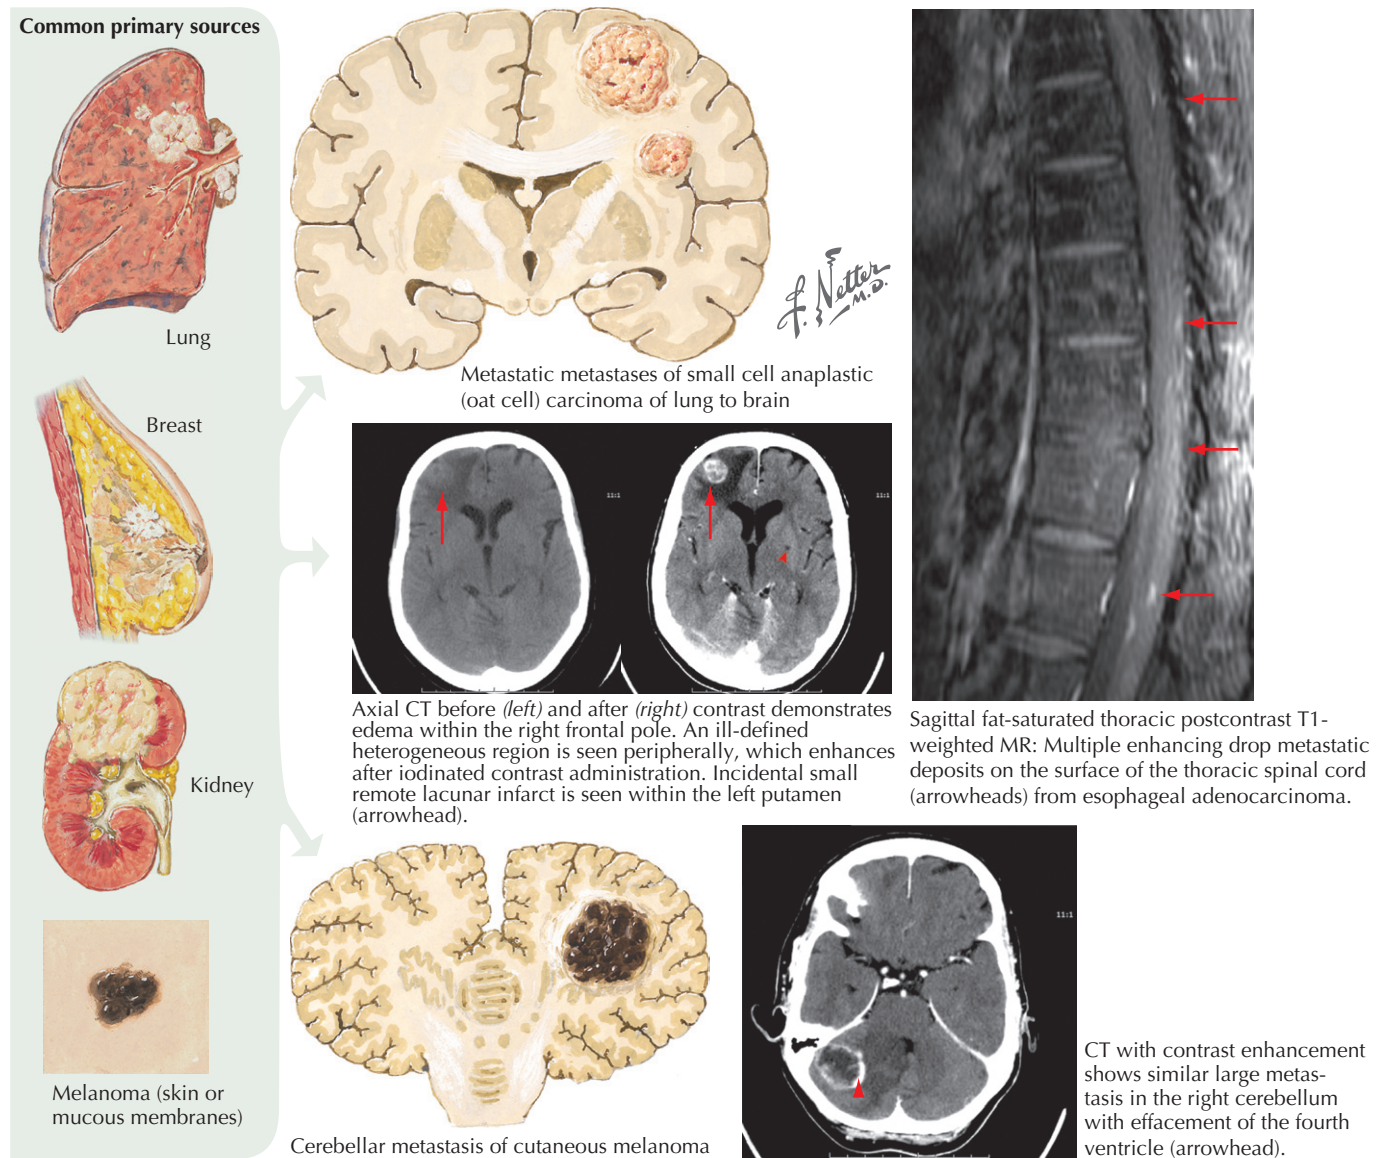 Common primary sources
Lung
Breast
Kidney
Melanoma (skin or
mucous membranes)
F. Netter
M.D.
Metastatic metastases of small cell anaplastic
(oat cell) carcinoma of lung to brain
11:1
11:1
Axial CT before (left) and after (right) contrast demonstrates
edema within the right frontal pole. An ill-defined
heterogeneous region is seen peripherally, which enhances
after iodinated contrast administration. Incidental small
remote lacunar infarct is seen within the left putamen
(arrowhead).
Sagittal fat-saturated thoracic postcontrast T1-
weighted MR: Multiple enhancing drop metastatic
deposits on the surface of the thoracic spinal cord
(arrowheads) from esophageal adenocarcinoma.
Cerebellar metastasis of cutaneous melanoma
11:1
CT with contrast enhancement
shows similar large metas-
tasis in the right cerebellum
with effacement of the fourth
ventricle (arrowhead).